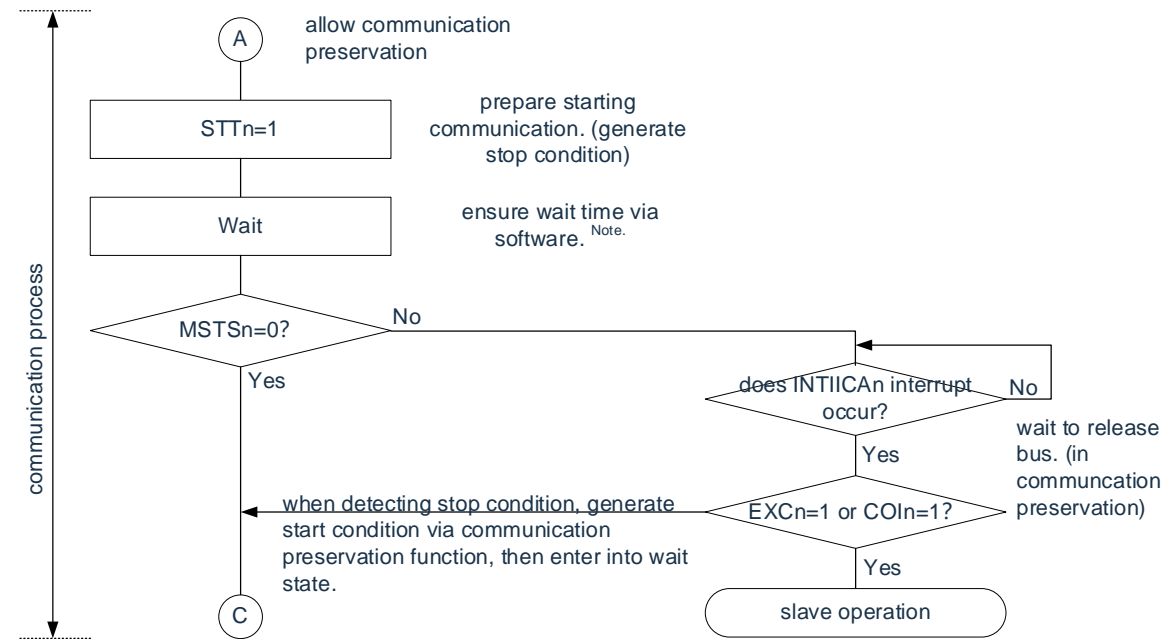 A
allow communication
preservation
STTn=1
prepare starting
communication. (generate
stop condition)
Wait
ensure wait time via
software. Note.
communication process
MSTSn=0?
No
Yes
does INTIICAn interrupt
occur?
No
wait to release
bus. (in
communcation
preservation)
Yes
when detecting stop condition, generate
start condition via communication
preservation function, then enter into wait
state.
EXCn=1 or COIn=1?
Yes
C
slave operation